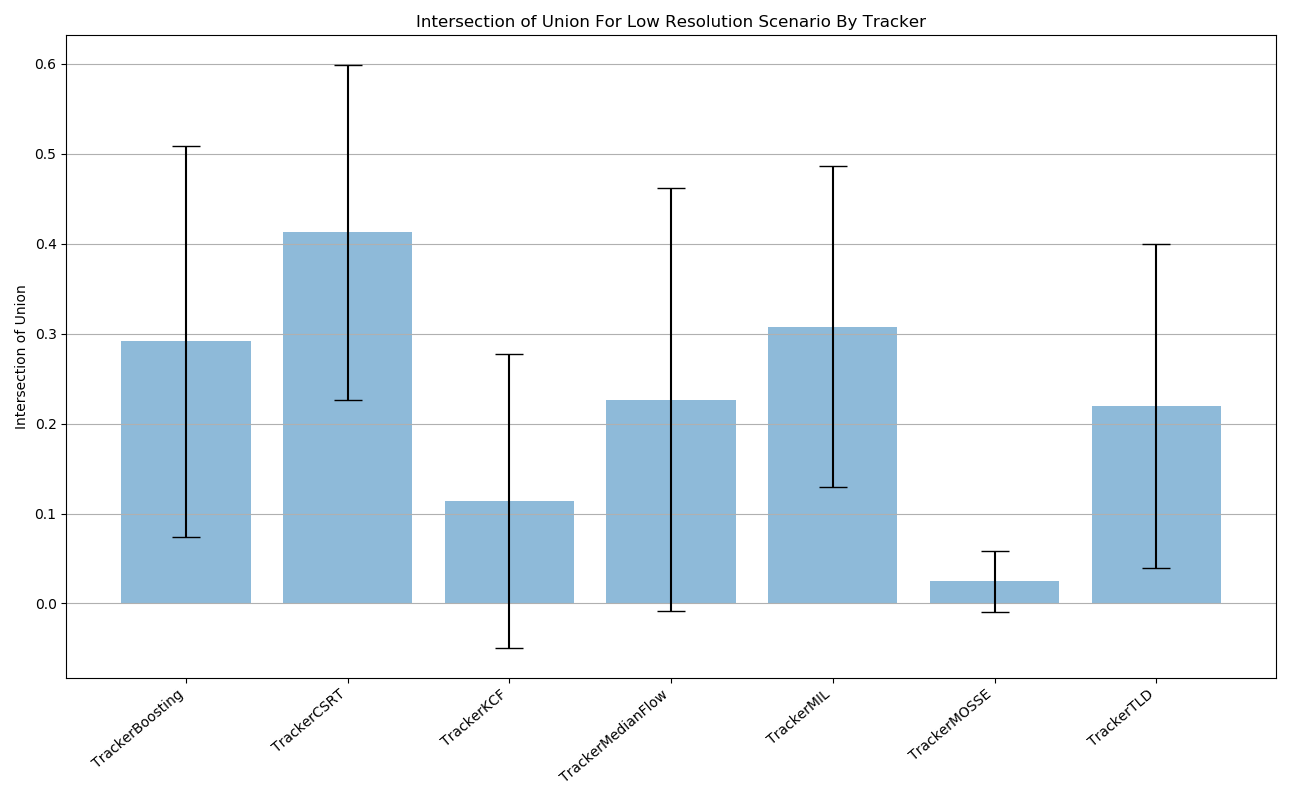 Intersection of Union For Low Resolution Scenario By Tracker
Intersection of Union
0.6
0.5
0.4
0.3
0.2
0.1
0.0
TrackerBoosting
TrackerCSRT
TrackerKCF
TrackerMedianFlow
TrackerMIL
TrackerMOSSE
TrackerTLD